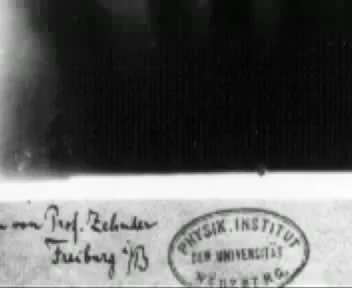 von Prof. Zehnder
Freiburg i/B
PHYSIK. INSTITUT
DER UNIVERSITÄT
WÜRZBURG.